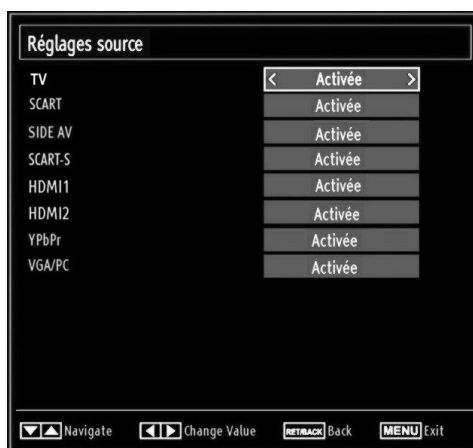 Réglages source
TV < Activée >
SCART Activée
SIDE AV Activée
SCART-S Activée
HDMI1 Activée
HDMI2 Activée
YPbPr Activée
VGA/PC Activée
▼▲ Navigate ◀▶ Change Value RET/BACK Back MENU Exit